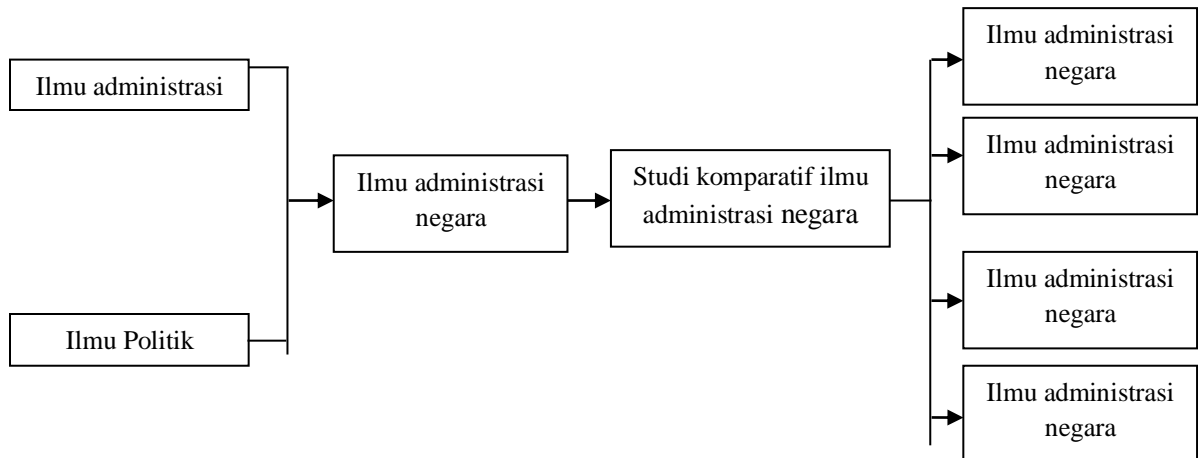 Ilmu administrasi
Ilmu Politik
Ilmu administrasi
negara
Studi komparatif ilmu
administrasi negara
Ilmu administrasi
negara
Ilmu administrasi
negara
Ilmu administrasi
negara
Ilmu administrasi
negara